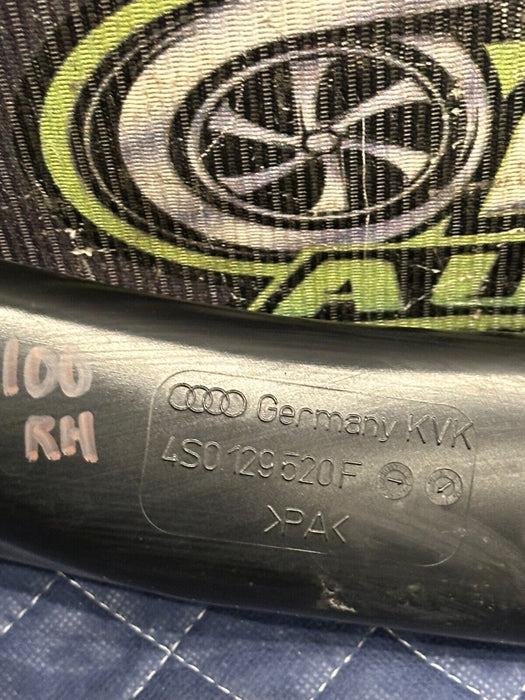 100
RH
Germany KVK
4S0 129 520 F
>PA<